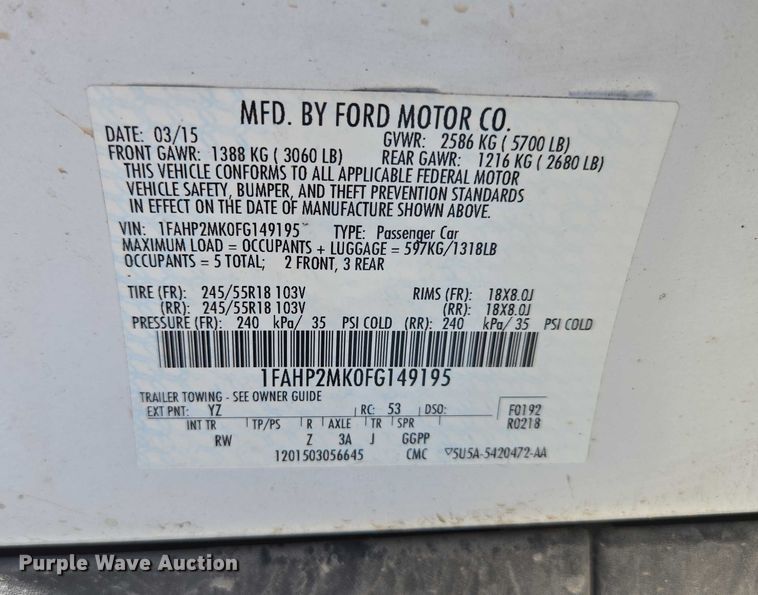 MFD. BY FORD MOTOR CO.
DATE: 03/15 GVWR: 2586 KG ( 5700 LB)
FRONT GAWR: 1388 KG ( 3060 LB) REAR GAWR: 1216 KG ( 2680 LB)
THIS VEHICLE CONFORMS TO ALL APPLICABLE FEDERAL MOTOR
VEHICLE SAFETY, BUMPER, AND THEFT PREVENTION STANDARDS
IN EFFECT ON THE DATE OF MANUFACTURE SHOWN ABOVE.
VIN: 1FAHP2MK0FG149195 TYPE: Passenger Car
MAXIMUM LOAD = OCCUPANTS + LUGGAGE = 597KG/1318LB
OCCUPANTS = 5 TOTAL; 2 FRONT, 3 REAR
TIRE (FR): 245/55R18 103V RIMS (FR): 18X8.0J
(RR): 245/55R18 103V (RR): 18X8.0J
PRESSURE (FR): 240 kPa/ 35 PSI COLD (RR): 240 kPa/ 35 PSI COLD
1FAHP2MK0FG149195
TRAILER TOWING - SEE OWNER GUIDE
EXT PNT: YZ RC: 53 DSO: F0192
INT TR TP/PS R AXLE TR SPR R0218
RW Z 3A J GGPP
1201503056645 CMC 5U5A-5420472-AA
Purple Wave Auction